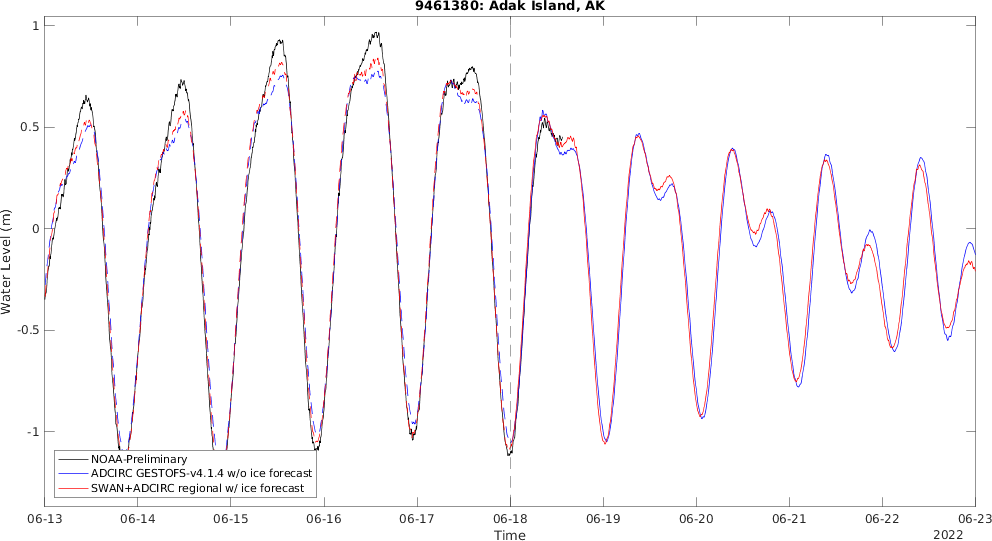 9461380: Adak Island, AK
Water Level (m)
1
0.5
0
-0.5
-1
NOAA-Preliminary
ADCIRC GESTOFS-v4.1.4 w/o ice forecast
SWAN+ADCIRC regional w/ ice forecast
06-13 06-14 06-15 06-16 06-17 06-18 06-19 06-20 06-21 06-22 06-23
Time
2022